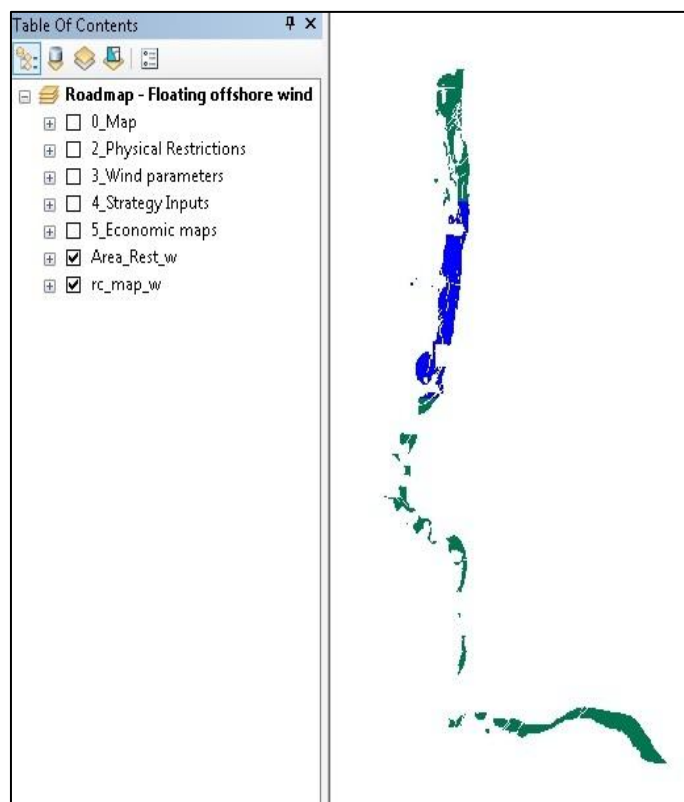 Table Of Contents
Roadmap - Floating offshore wind
0_Map
2_Physical Restrictions
3_Wind parameters
4_Strategy Inputs
5_Economic maps
Area_Rest_w
rc_map_w